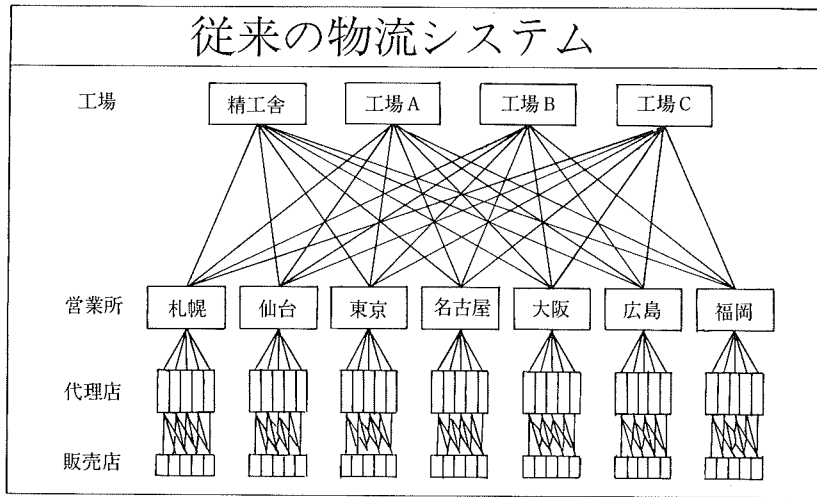 従来の物流システム
工場 精工舎 工場A 工場B 工場C
営業所 札幌 仙台 東京 名古屋 大阪 広島 福岡
代理店
販売店